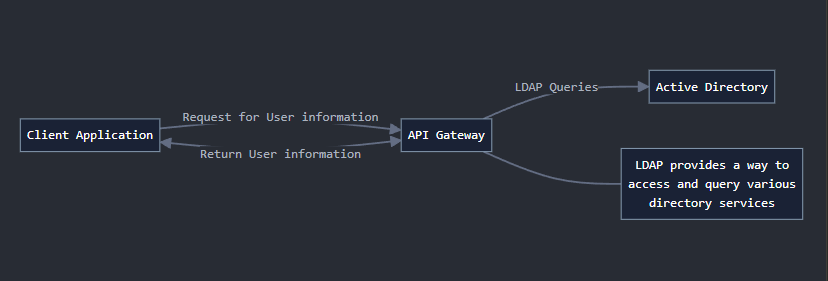 Client Application
Request for User information
Return User information
API Gateway
LDAP Queries
Active Directory
LDAP provides a way to
access and query various
directory services